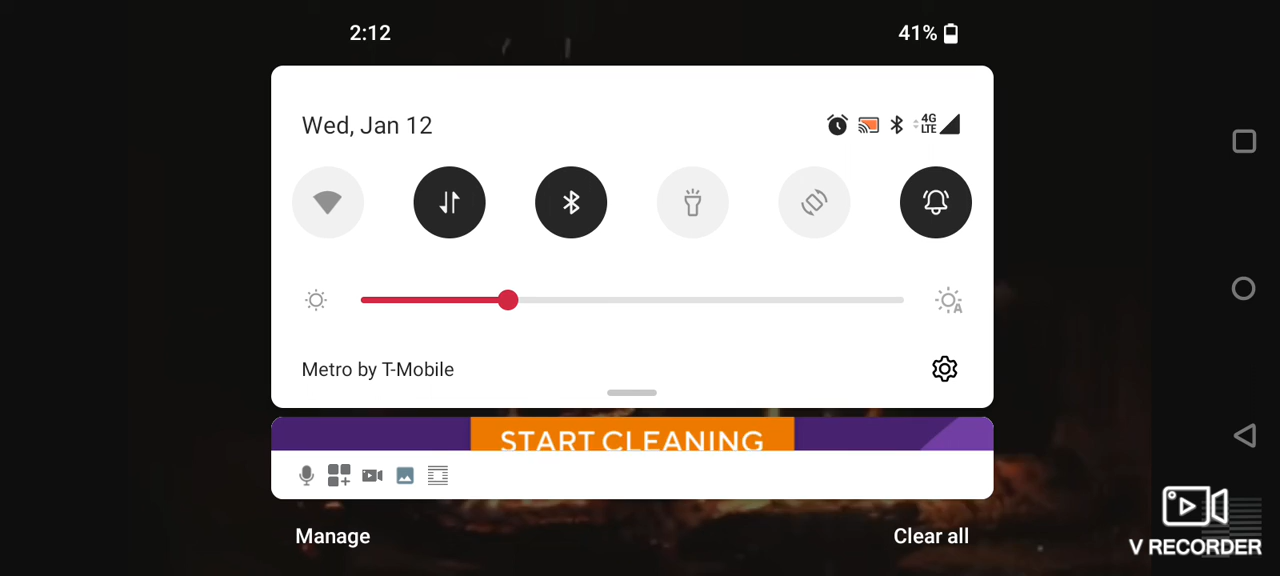 2:12
41%
Wed, Jan 12
4G
LTE
A
Metro by T-Mobile
START CLEANING
Manage
Clear all
V RECORDER